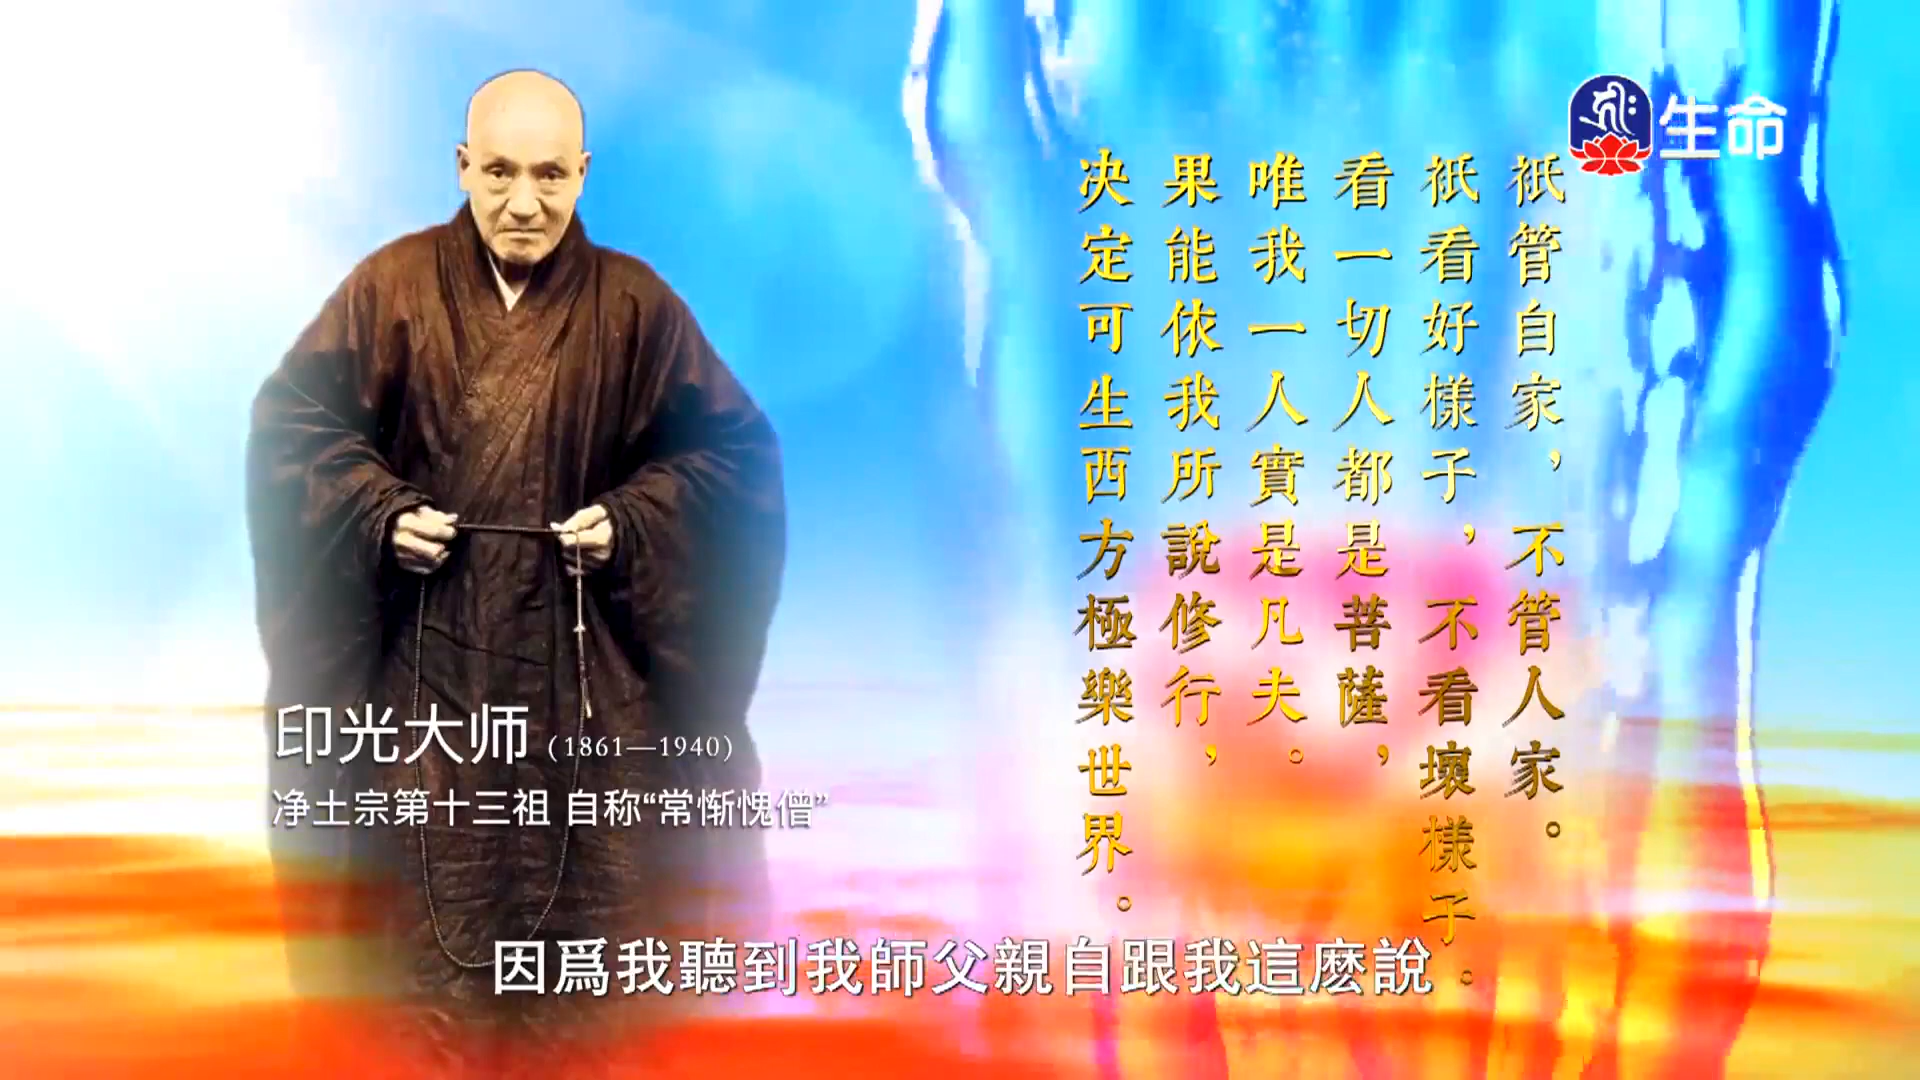 生命
祇管自家，不管人家。
祇看好樣子，不看壞樣子。
看一切人都是菩薩，
唯我一人實是凡夫。
果能依我所說修行，
決定可生西方極樂世界。
印光大师（1861—1940）
净土宗第十三祖 自称“常惭愧僧”
因爲我聽到我師父親自跟我這麽說